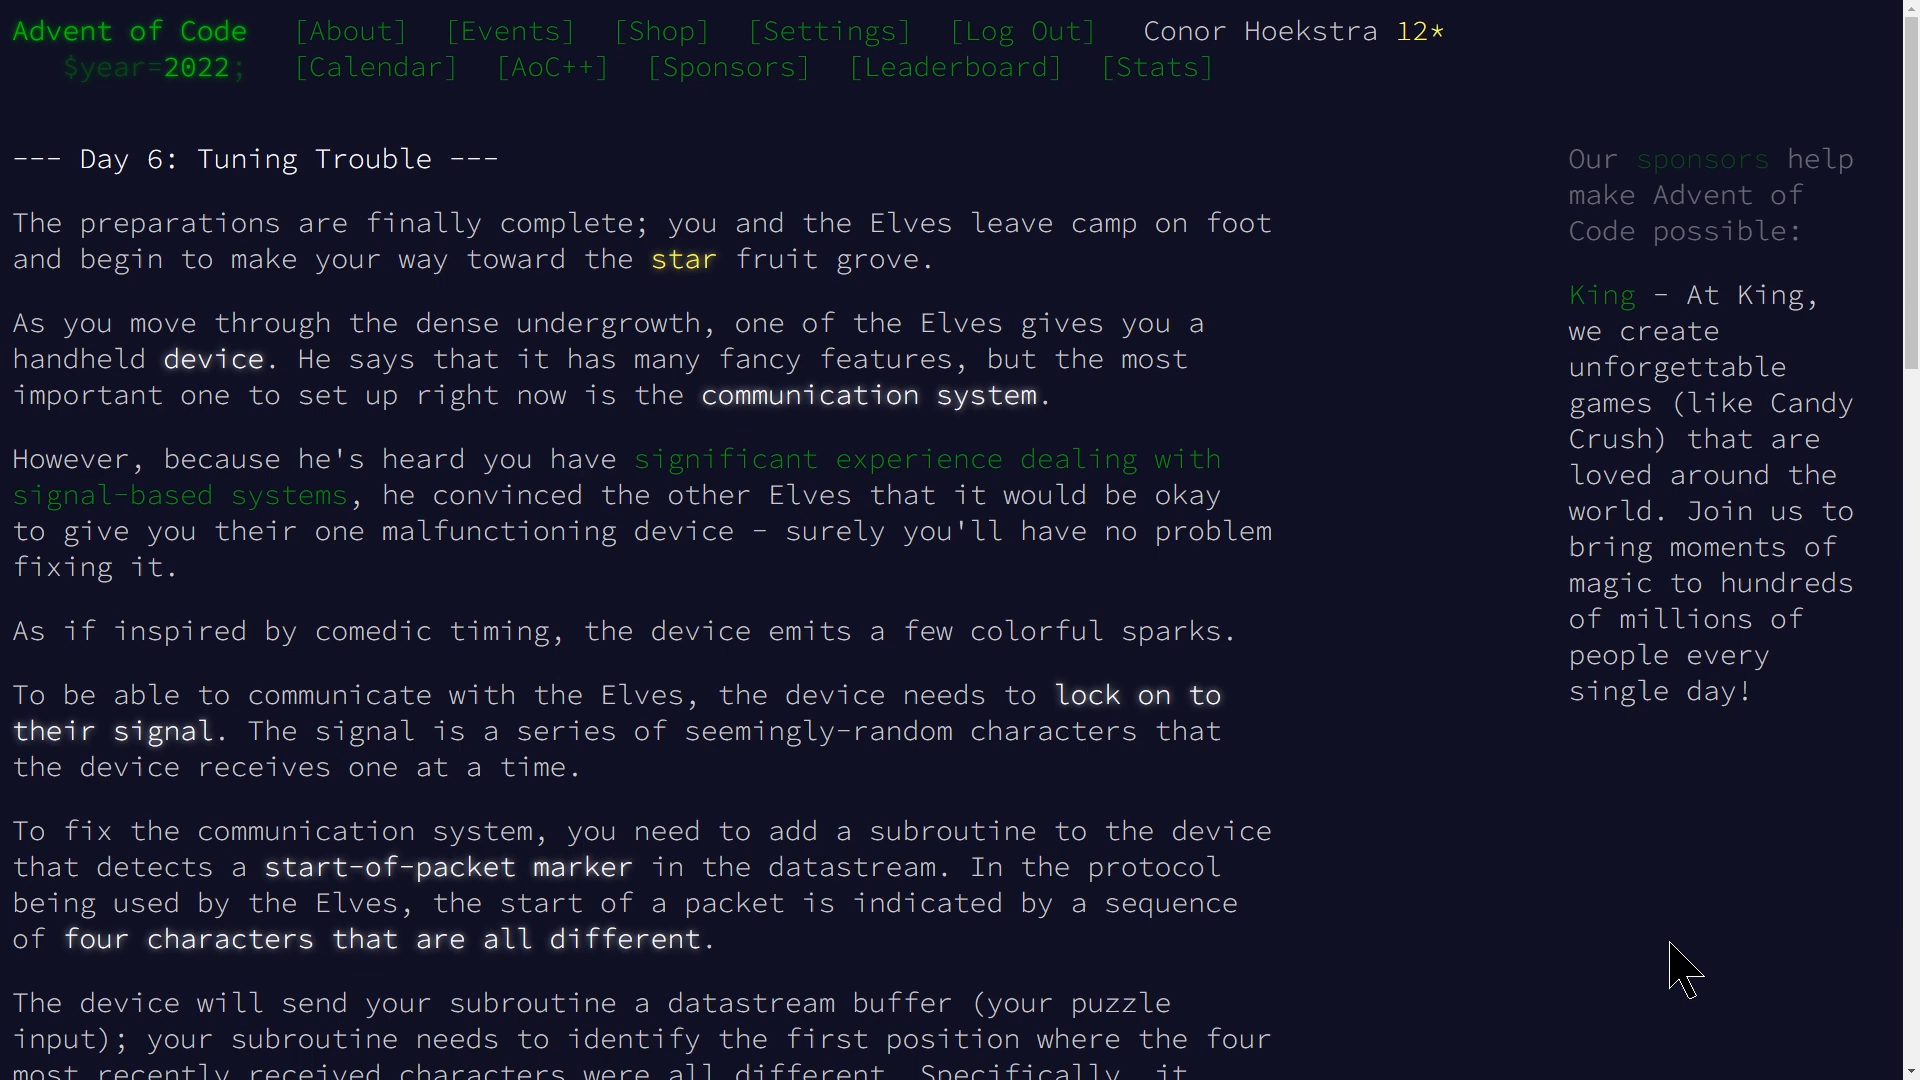 Advent of Code [About] [Events] [Shop] [Settings] [Log Out] Conor Hoekstra 12*
$year=2022; [Calendar] [AoC++] [Sponsors] [Leaderboard] [Stats]
--- Day 6: Tuning Trouble ---
The preparations are finally complete; you and the Elves leave camp on foot
and begin to make your way toward the star fruit grove.
As you move through the dense undergrowth, one of the Elves gives you a
handheld device. He says that it has many fancy features, but the most
important one to set up right now is the communication system.
However, because he's heard you have significant experience dealing with
signal-based systems, he convinced the other Elves that it would be okay
to give you their one malfunctioning device - surely you'll have no problem
fixing it.
As if inspired by comedic timing, the device emits a few colorful sparks.
To be able to communicate with the Elves, the device needs to lock on to
their signal. The signal is a series of seemingly-random characters that
the device receives one at a time.
To fix the communication system, you need to add a subroutine to the device
that detects a start-of-packet marker in the datastream. In the protocol
being used by the Elves, the start of a packet is indicated by a sequence
of four characters that are all different.
The device will send your subroutine a datastream buffer (your puzzle
input); your subroutine needs to identify the first position where the four
most recently received characters were all different. Specifically, it
Our sponsors help
make Advent of
Code possible:
King - At King,
we create
unforgettable
games (like Candy
Crush) that are
loved around the
world. Join us to
bring moments of
magic to hundreds
of millions of
people every
single day!